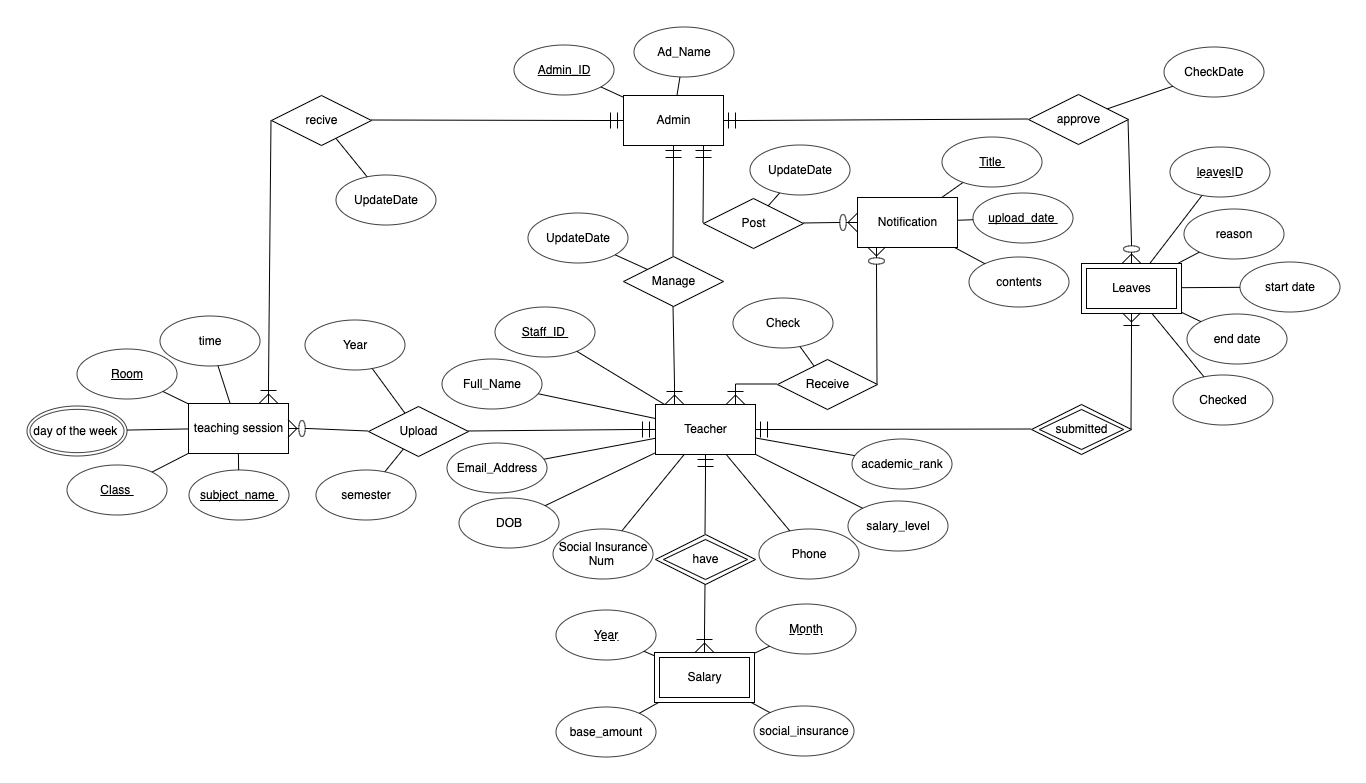 Ad_Name
Admin_ID
CheckDate
recive
Admin
approve
UpdateDate
Title
leavesID
UpdateDate
upload_date
Post
Notification
reason
UpdateDate
Manage
contents
Leaves
start date
Staff_ID
Check
time
Year
end date
Room
Full_Name
Receive
Checked
day of the week
teaching session
Upload
Teacher
submitted
Email_Address
academic_rank
Class
subject_name
semester
DOB
salary_level
Social Insurance
Num
have
Phone
Year
Month
Salary
base_amount
social_insurance